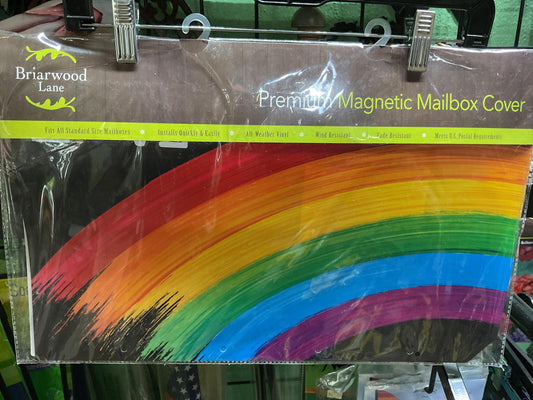 Briarwood
Lane
Premium Magnetic Mailbox Cover
Fits All Standard Size Mailboxes • Installs Quickly & Easily • All-Weather Vinyl • Wind Resistant • Fade Resistant • Meets U.S. Postal Requirements